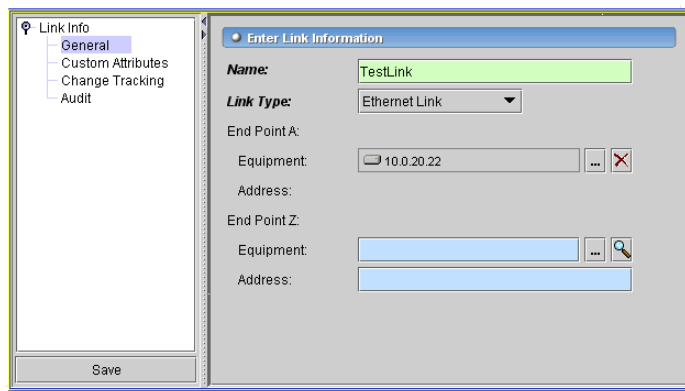 Link Info
General
Custom Attributes
Change Tracking
Audit
Save
Enter Link Information
Name: TestLink
Link Type: Ethernet Link
End Point A:
Equipment: 10.0.20.22 ...
Address:
End Point Z:
Equipment: ...
Address: